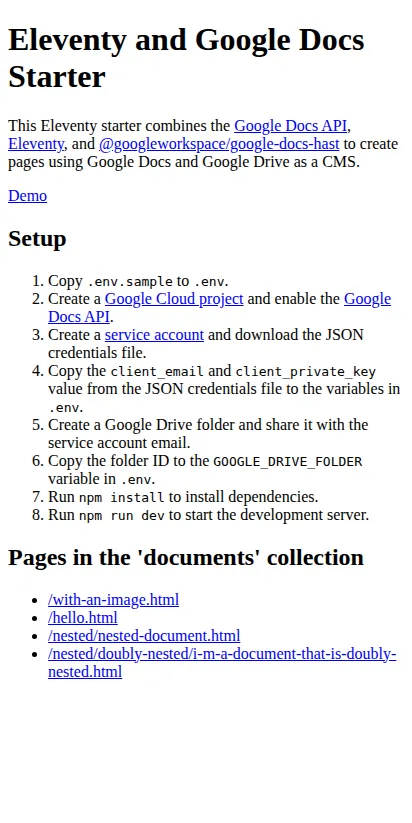 Eleventy and Google Docs
Starter
This Eleventy starter combines the Google Docs API,
Eleventy, and @googleworkspace/google-docs-hast to create
pages using Google Docs and Google Drive as a CMS.
Demo
Setup
1. Copy .env.sample to .env.
2. Create a Google Cloud project and enable the Google
Docs API.
3. Create a service account and download the JSON
credentials file.
4. Copy the client_email and client_private_key
value from the JSON credentials file to the variables in
.env.
5. Create a Google Drive folder and share it with the
service account email.
6. Copy the folder ID to the GOOGLE_DRIVE_FOLDER
variable in .env.
7. Run npm install to install dependencies.
8. Run npm run dev to start the development server.
Pages in the 'documents' collection
• /with-an-image.html
• /hello.html
• /nested/nested-document.html
• /nested/doubly-nested/i-m-a-document-that-is-doubly-
nested.html